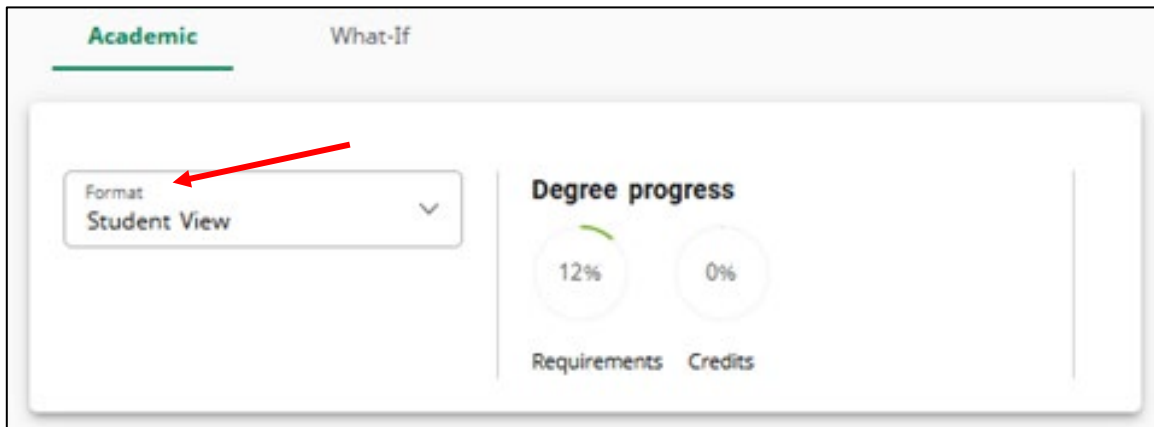 Academic What-If
Format
Student View
Degree progress
12% 0%
Requirements Credits